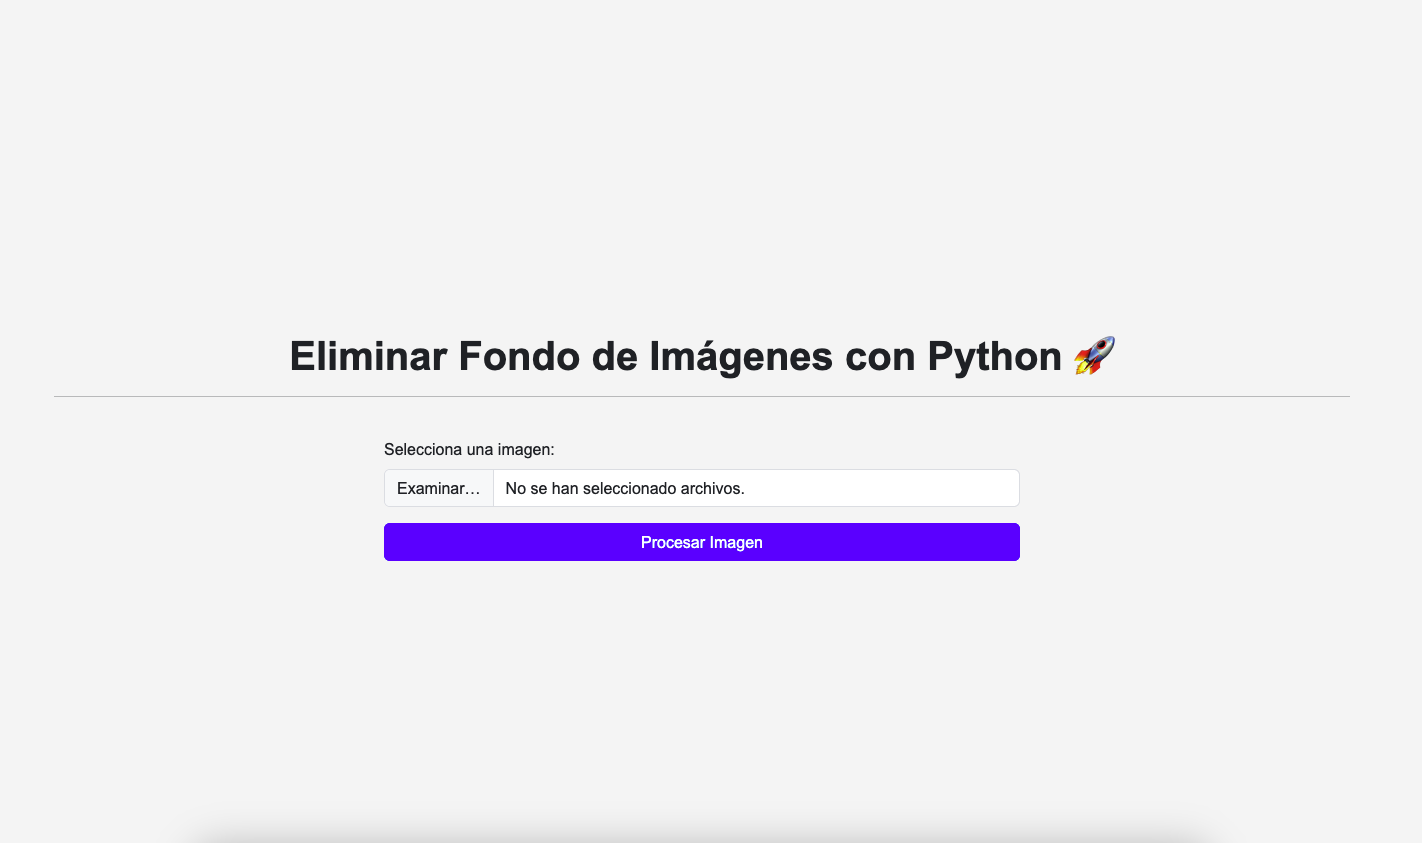 Eliminar Fondo de Imágenes con Python 🚀
Selecciona una imagen:
Examinar… No se han seleccionado archivos.
Procesar Imagen